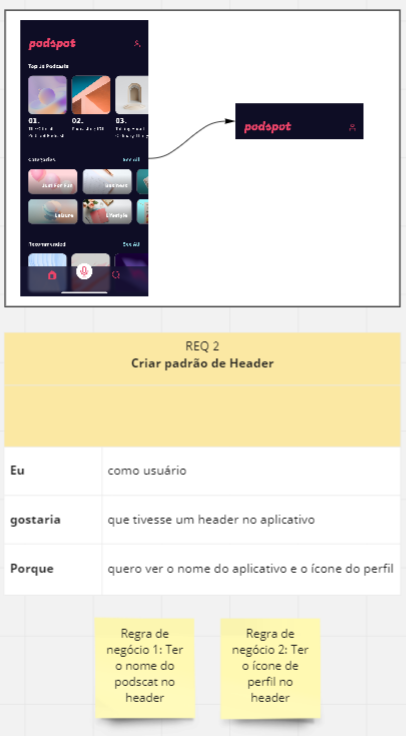 podspot
Top 10 Podcasts
01.
02.
03.
Categories
See All
Just For Fun
Business
Leisure
Lifestyle
Recommended
See All
podspot
REQ 2
Criar padrão de Header
Eu
como usuário
gostaria
que tivesse um header no aplicativo
Porque
quero ver o nome do aplicativo e o ícone do perfil
Regra de
negócio 1: Ter
o nome do
podscat no
header
Regra de
negócio 2: Ter
o ícone de
perfil no
header